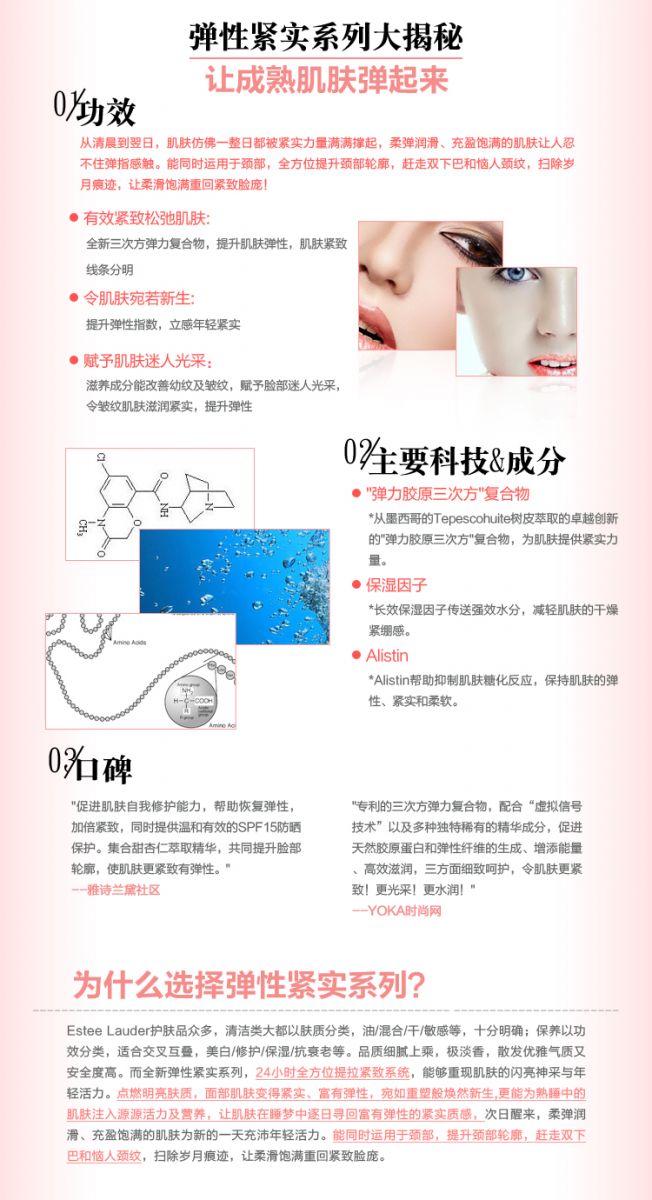 弹性紧实系列大揭秘
让成熟肌肤弹起来
01/功效
从清晨到翌日，肌肤仿佛一整日都被紧实力量满满撑起，柔弹润滑、充盈饱满的肌肤让人忍
不住弹指感触。能同时运用于颈部，全方位提升颈部轮廓，赶走双下巴和恼人颈纹，扫除岁
月痕迹，让柔滑饱满重回紧致脸庞！
● 有效紧致松弛肌肤:
全新三次方弹力复合物，提升肌肤弹性，肌肤紧致
线条分明
● 令肌肤宛若新生:
提升弹性指数，立感年轻紧实
● 赋予肌肤迷人光采：
滋养成分能改善幼纹及皱纹，赋予脸部迷人光采，
令皱纹肌肤滋润紧实，提升弹性
Cl
O
NH
N
N
O
CH3
O
Amino Acids
Amino group
NH2
H-C-COOH
R
R group
Acidic carboxyl group
Amino Ac
02/主要科技&成分
● "弹力胶原三次方"复合物
*从墨西哥的Tepescohuite树皮萃取的卓越创新
的"弹力胶原三次方"复合物，为肌肤提供紧实力
量。
● 保湿因子
*长效保湿因子传送强效水分，减轻肌肤的干燥
紧绷感。
● Alistin
*Alistin帮助抑制肌肤糖化反应，保持肌肤的弹
性、紧实和柔软。
03/口碑
"促进肌肤自我修护能力，帮助恢复弹性，
加倍紧致，同时提供温和有效的SPF15防晒
保护。集合甜杏仁萃取精华，共同提升脸部
轮廓，使肌肤更紧致有弹性。"
--雅诗兰黛社区
"专利的三次方弹力复合物，配合“虚拟信号
技术”以及多种独特稀有的精华成分，促进
天然胶原蛋白和弹性纤维的生成、增添能量
、高效滋润，三方面细致呵护，令肌肤更紧
致！更光采！更水润！"
--YOKA时尚网
为什么选择弹性紧实系列？
Estee Lauder护肤品众多，清洁类大都以肤质分类，油/混合/干/敏感等，十分明确；保养以功
效分类，适合交叉互叠，美白/修护/保湿/抗衰老等。品质细腻上乘，极淡香，散发优雅气质又
安全度高。而全新弹性紧实系列，24小时全方位提拉紧致系统，能够重现肌肤的闪亮神采与年
轻活力。点燃明亮肤质，面部肌肤变得紧实、富有弹性，宛如重塑般焕然新生,更能为熟睡中的
肌肤注入源源活力及营养，让肌肤在睡梦中逐日寻回富有弹性的紧实质感，次日醒来，柔弹润
滑、充盈饱满的肌肤为新的一天充沛年轻活力。能同时运用于颈部，提升颈部轮廓，赶走双下
巴和恼人颈纹，扫除岁月痕迹，让柔滑饱满重回紧致脸庞。